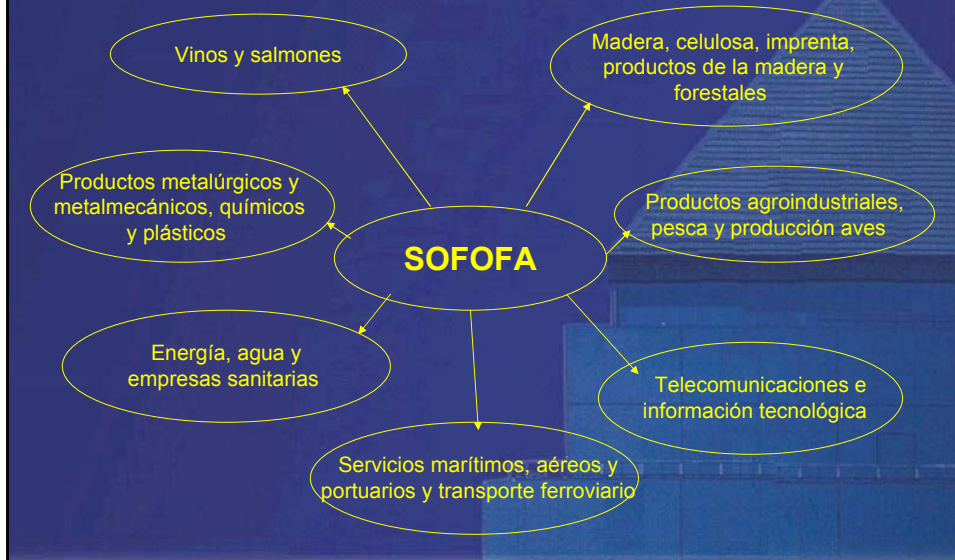 Vinos y salmones
Madera, celulosa, imprenta,
productos de la madera y
forestales
Productos metalúrgicos y
metalmecánicos, químicos
y plásticos
Productos agroindustriales,
pesca y producción aves
SOFOFA
Energía, agua y
empresas sanitarias
Telecomunicaciones e
información tecnológica
Servicios marítimos, aéreos y
portuarios y transporte ferroviario